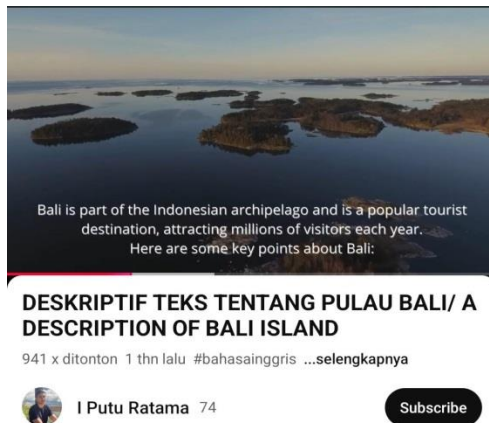 Bali is part of the Indonesian archipelago and is a popular tourist
destination, attracting millions of visitors each year.
Here are some key points about Bali:
DESKRIPTIF TEKS TENTANG PULAU BALI/ A
DESCRIPTION OF BALI ISLAND
941 x ditonton 1 thn lalu #bahasainggris ...selengkapnya
I Putu Ratama 74
Subscribe